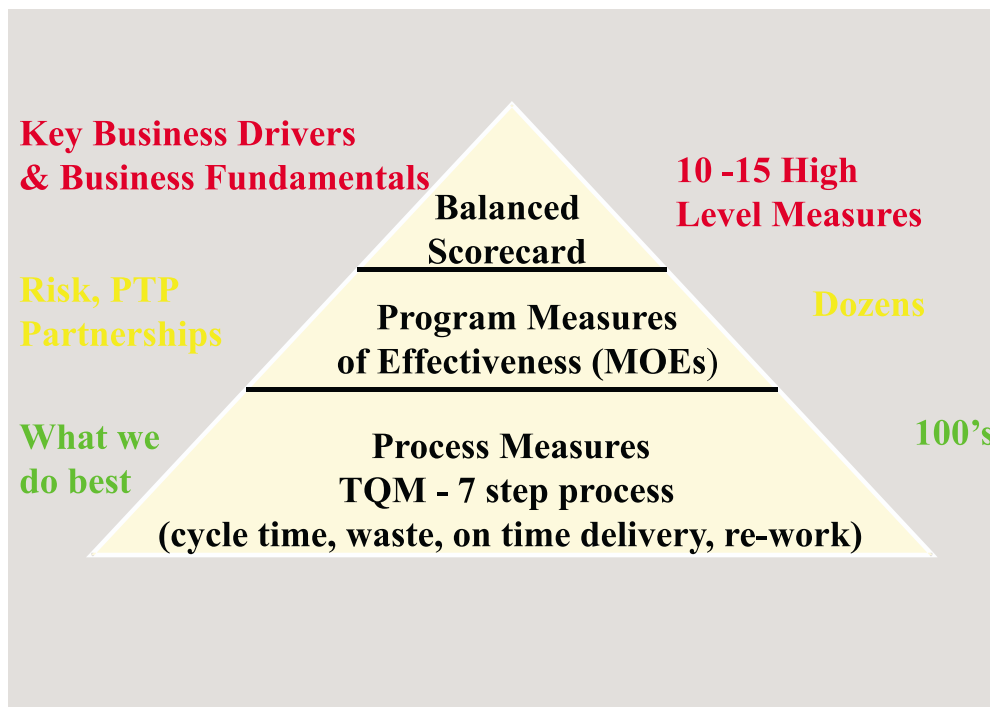 Key Business Drivers
& Business Fundamentals
10 -15 High
Level Measures
Balanced
Scorecard
Risk, PTP
Partnerships
Program Measures
of Effectiveness (MOEs)
Dozens
What we
do best
Process Measures
TQM - 7 step process
(cycle time, waste, on time delivery, re-work)
100’s